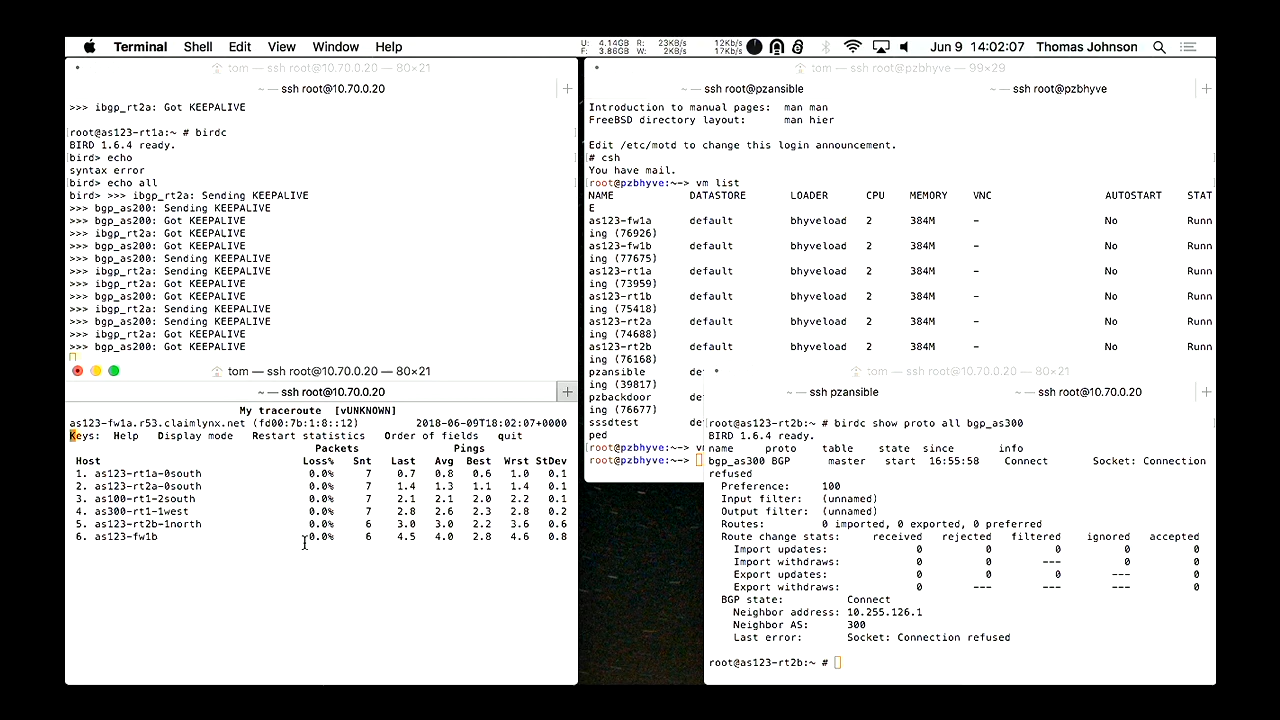 Terminal Shell Edit View Window Help U: 4.14GB R: 23KB/s 12Kb/s Jun 9 14:02:07 Thomas Johnson
F: 3.86GB W: 2KB/s 17Kb/s
tom — ssh root@10.70.0.20 — 80×21
~ — ssh root@10.70.0.20
>>> ibgp_rt2a: Got KEEPALIVE
[root@as123-rt1a:~ # birdc
BIRD 1.6.4 ready.
[bird> echo
syntax error
[bird> echo all
bird> >>> ibgp_rt2a: Sending KEEPALIVE
>>> bgp_as200: Sending KEEPALIVE
>>> bgp_as200: Got KEEPALIVE
>>> ibgp_rt2a: Got KEEPALIVE
>>> bgp_as200: Got KEEPALIVE
>>> bgp_as200: Sending KEEPALIVE
>>> ibgp_rt2a: Got KEEPALIVE
>>> ibgp_rt2a: Got KEEPALIVE
>>> bgp_as200: Got KEEPALIVE
>>> ibgp_rt2a: Sending KEEPALIVE
>>> bgp_as200: Sending KEEPALIVE
>>> ibgp_rt2a: Got KEEPALIVE
>>> bgp_as200: Got KEEPALIVE
tom — ssh root@pzbhyve — 99×29
~ — ssh root@pzansible ~ — ssh root@pzbhyve
Introduction to manual pages: man man
FreeBSD directory layout: man hier
Edit /etc/motd to change this login announcement.
[# csh
You have mail.
[root@pzbhyve:~> vm list
NAME DATASTORE LOADER CPU MEMORY VNC AUTOSTART STAT
E
as123-fw1a default bhyveload 2 384M - No Runn
ing (76926)
as123-fw1b default bhyveload 2 384M - No Runn
ing (77675)
as123-rt1a default bhyveload 2 384M - No Runn
ing (73959)
as123-rt1b default bhyveload 2 384M - No Runn
ing (75418)
as123-rt2a default bhyveload 2 384M - No Runn
ing (74688)
as123-rt2b default bhyveload 2 384M - No Runn
ing (76168)
pzansible de
ing (39817)
pzbackdoor de
ing (76677)
sssdtest de
ped
[root@pzbhyve:~> v
root@pzbhyve:~>
tom — ssh root@10.70.0.20 — 80×21
~ — ssh root@10.70.0.20
My traceroute [vUNKNOWN]
as123-fw1a.r53.claimlynx.net (fd00:7b:1:8::12) 2018-06-09T18:02:07+0000
Keys: Help Display mode Restart statistics Order of fields quit
Packets Pings
Host Loss% Snt Last Avg Best Wrst StDev
1. as123-rt1a-0south 0.0% 7 0.7 0.8 0.6 1.0 0.1
2. as123-rt2a-0south 0.0% 7 1.4 1.3 1.1 1.4 0.1
3. as100-rt1-2south 0.0% 7 2.1 2.1 2.0 2.2 0.1
4. as300-rt1-1west 0.0% 7 2.8 2.6 2.3 2.8 0.2
5. as123-rt2b-1north 0.0% 6 3.0 3.0 2.2 3.6 0.6
6. as123-fw1b 0.0% 6 4.5 4.0 2.8 4.6 0.8
tom — ssh root@10.70.0.20 — 80×21
~ — ssh pzansible ~ — ssh root@10.70.0.20
[root@as123-rt2b:~ # birdc show proto all bgp_as300
BIRD 1.6.4 ready.
name proto table state since info
bgp_as300 BGP master start 16:55:58 Connect Socket: Connection
refused
Preference: 100
Input filter: (unnamed)
Output filter: (unnamed)
Routes: 0 imported, 0 exported, 0 preferred
Route change stats: received rejected filtered ignored accepted
Import updates: 0 0 0 0 0
Import withdraws: 0 0 --- 0 0
Export updates: 0 0 0 --- 0
Export withdraws: 0 --- --- --- 0
BGP state: Connect
Neighbor address: 10.255.126.1
Neighbor AS: 300
Last error: Socket: Connection refused
root@as123-rt2b:~ #